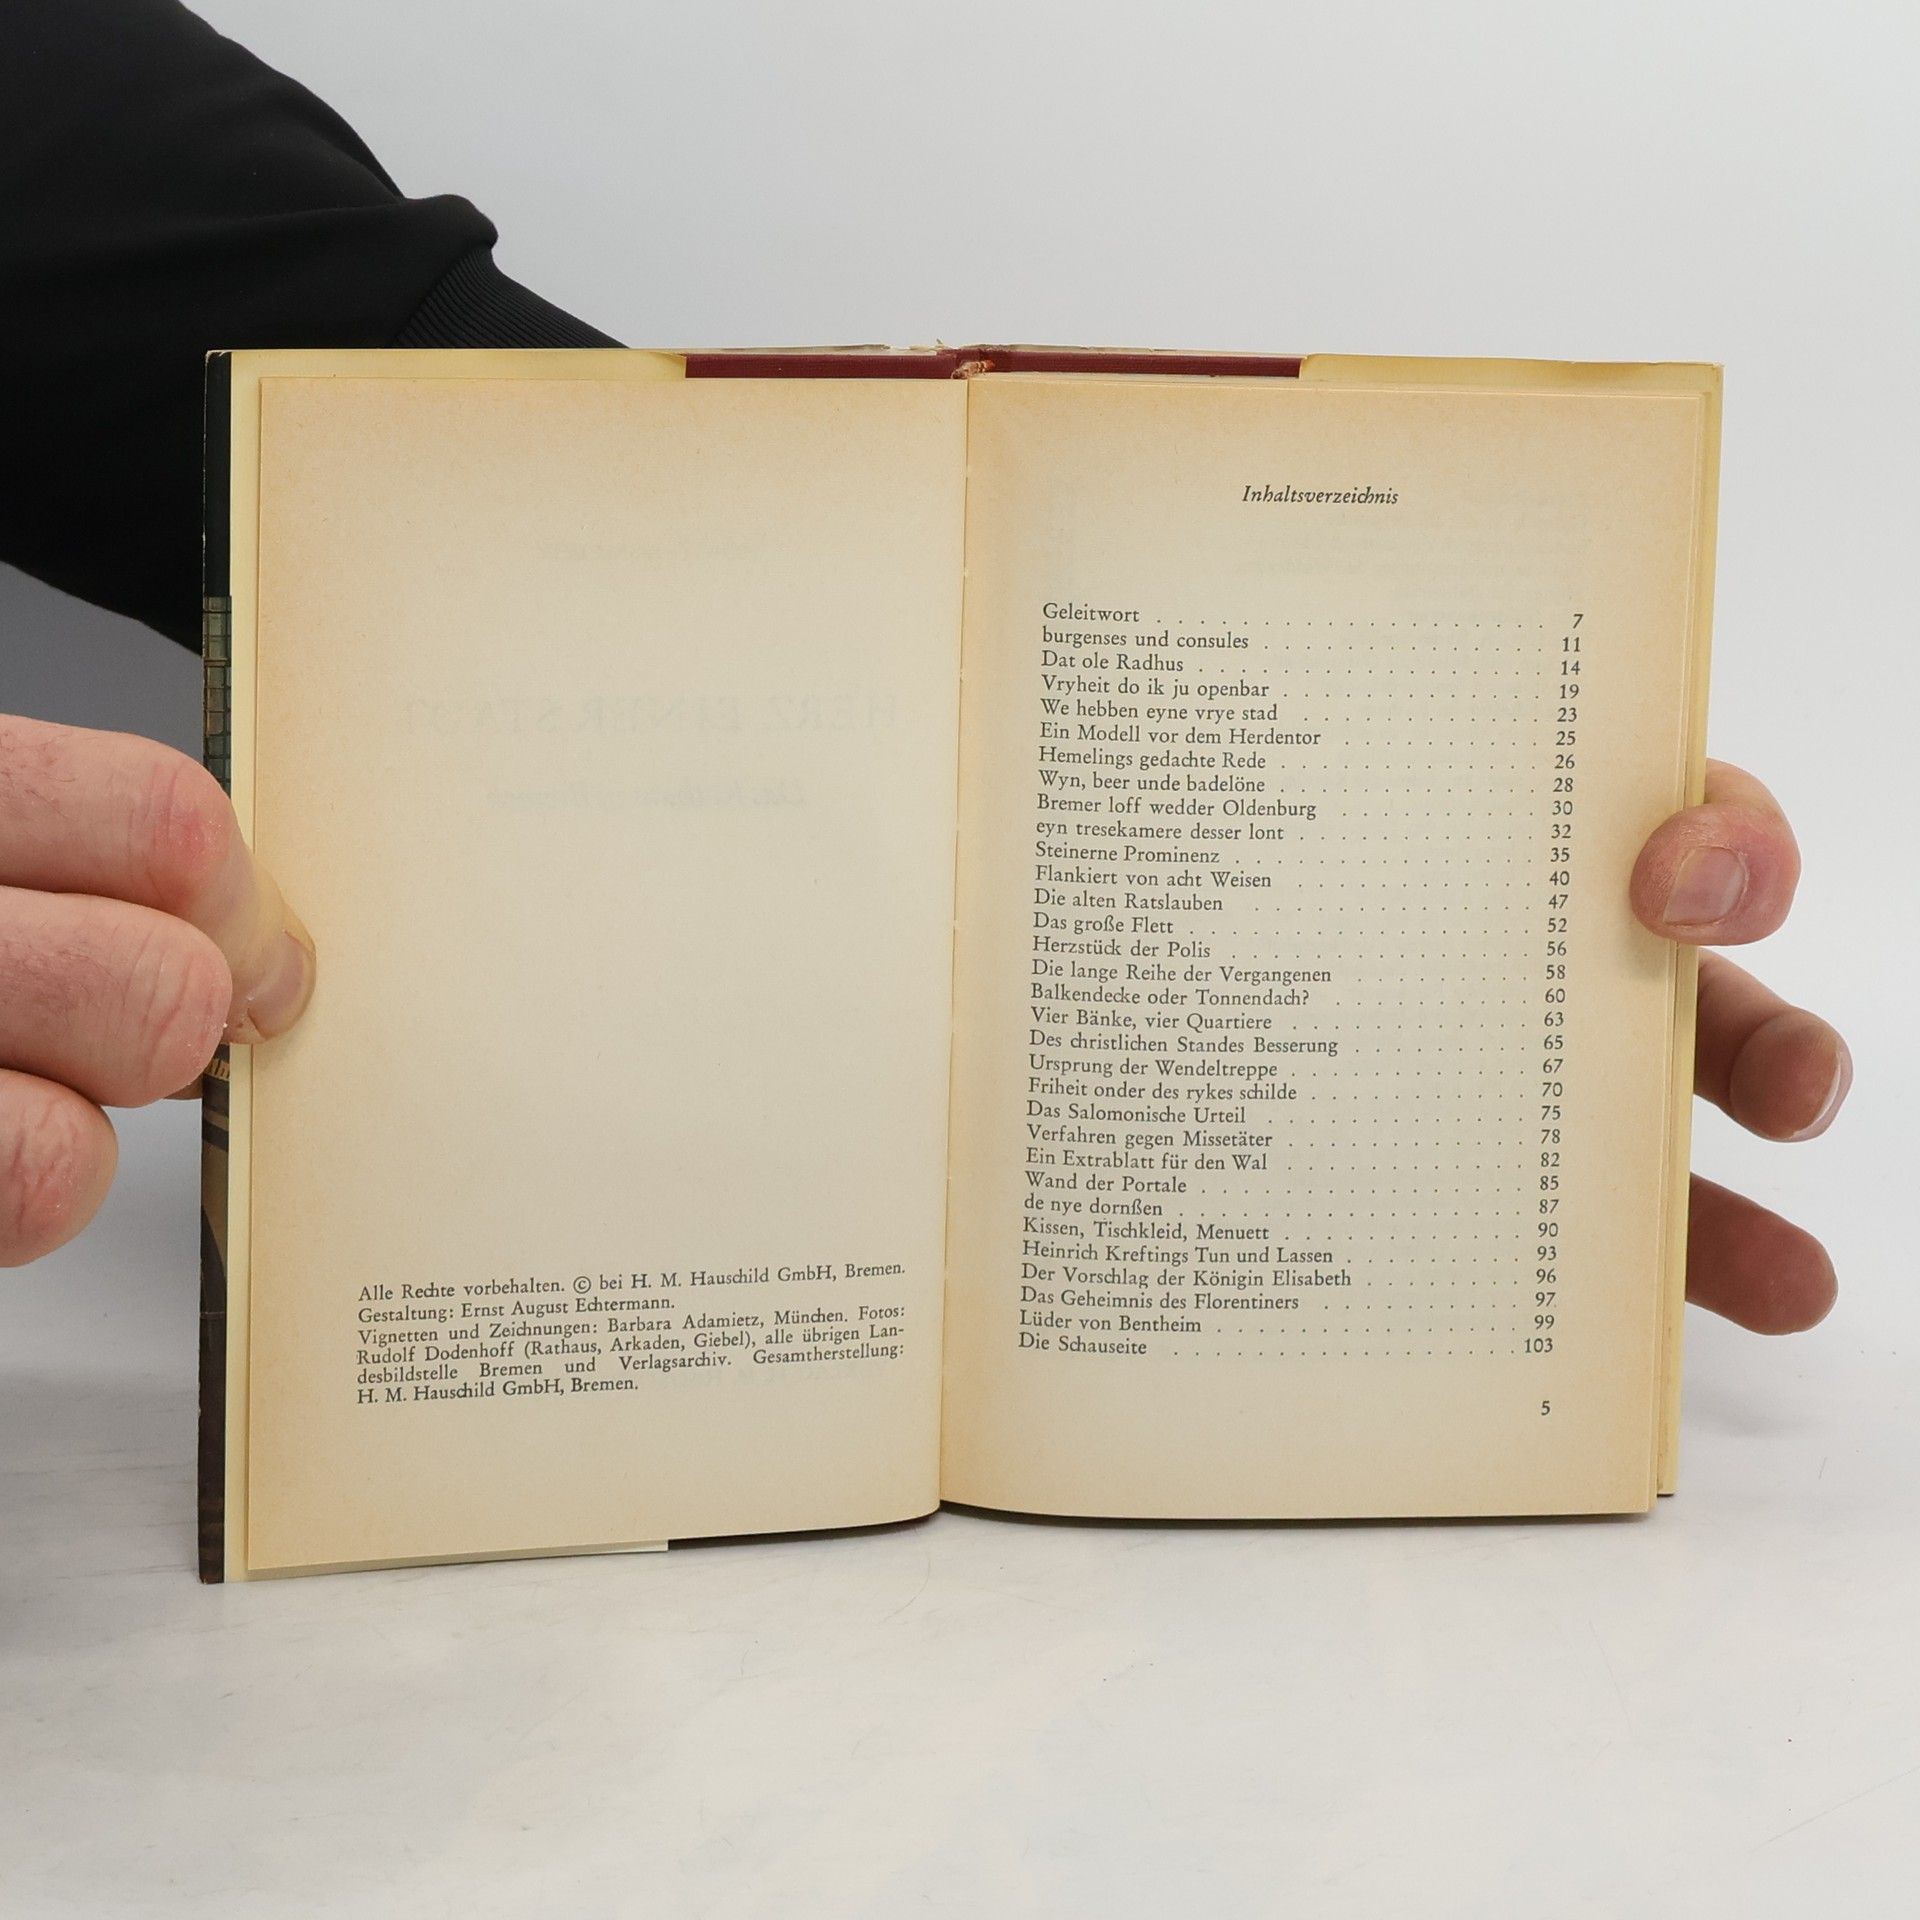 Alle Rechte vorbehalten. © bei H. M. Hauschild GmbH, Bremen.
Gestaltung: Ernst August Echtermann.
Vignetten und Zeichnungen: Barbara Adamietz, München. Fotos:
Rudolf Dodenhoff (Rathaus, Arkaden, Giebel), alle übrigen Lan-
desbildstelle Bremen und Verlagsarchiv. Gesamtherstellung:
H. M. Hauschild GmbH, Bremen.
Inhaltsverzeichnis
Geleitwort . . . . . . . . . . . . . . . . . . 7
burgenses und consules . . . . . . . . . . . . . 11
Dat ole Radhus . . . . . . . . . . . . . . . . 14
Vryheit do ik ju openbar . . . . . . . . . . . . 19
We hebben eyne vrye stad . . . . . . . . . . . 23
Ein Modell vor dem Herdentor . . . . . . . . . . 25
Hemelings gedachte Rede . . . . . . . . . . . . 26
Wyn, beer unde badelöne . . . . . . . . . . . . 28
Bremer loff wedder Oldenburg . . . . . . . . . . 30
eyn tresekamere desser lont . . . . . . . . . . . 32
Steinerne Prominenz . . . . . . . . . . . . . . 35
Flankiert von acht Weisen . . . . . . . . . . . 40
Die alten Ratslauben . . . . . . . . . . . . . 47
Das große Flett . . . . . . . . . . . . . . . . 52
Herzstück der Polis . . . . . . . . . . . . . . 56
Die lange Reihe der Vergangenen . . . . . . . . . 58
Balkendecke oder Tonnendach? . . . . . . . . . . 60
Vier Bänke, vier Quartiere . . . . . . . . . . . 63
Des christlichen Standes Besserung . . . . . . . . 65
Ursprung der Wendeltreppe . . . . . . . . . . . 67
Friheit onder des rykes schilde . . . . . . . . . . 70
Das Salomonische Urteil . . . . . . . . . . . . 75
Verfahren gegen Missetäter . . . . . . . . . . . 78
Ein Extrablatt für den Wal . . . . . . . . . . . 82
Wand der Portale . . . . . . . . . . . . . . . 85
de nye dornßen . . . . . . . . . . . . . . . . 87
Kissen, Tischkleid, Menuett . . . . . . . . . . . 90
Heinrich Kreftings Tun und Lassen . . . . . . . . 93
Der Vorschlag der Königin Elisabeth . . . . . . . 96
Das Geheimnis des Florentiners . . . . . . . . . 97
Lüder von Bentheim . . . . . . . . . . . . . . 99
Die Schauseite . . . . . . . . . . . . . . . . 103
5